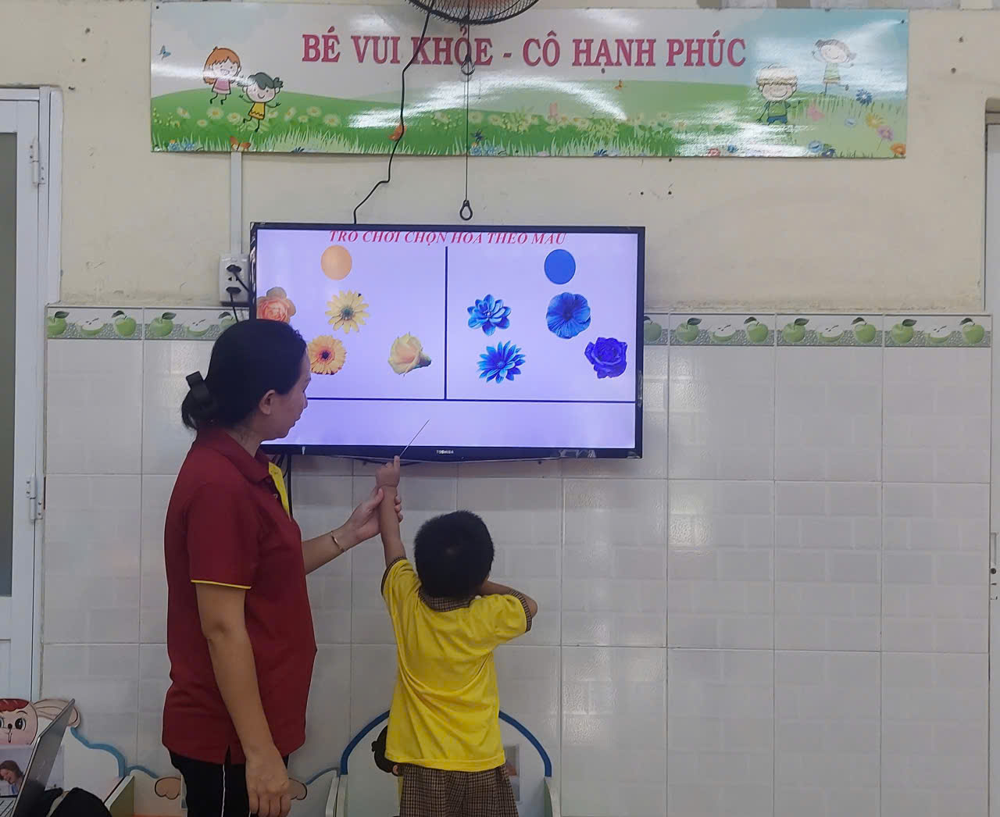 BÉ VUI KHỎE - CÔ HẠNH PHÚC
TRÒ CHƠI CHỌN HOA THEO MÀU
TOSHIBA